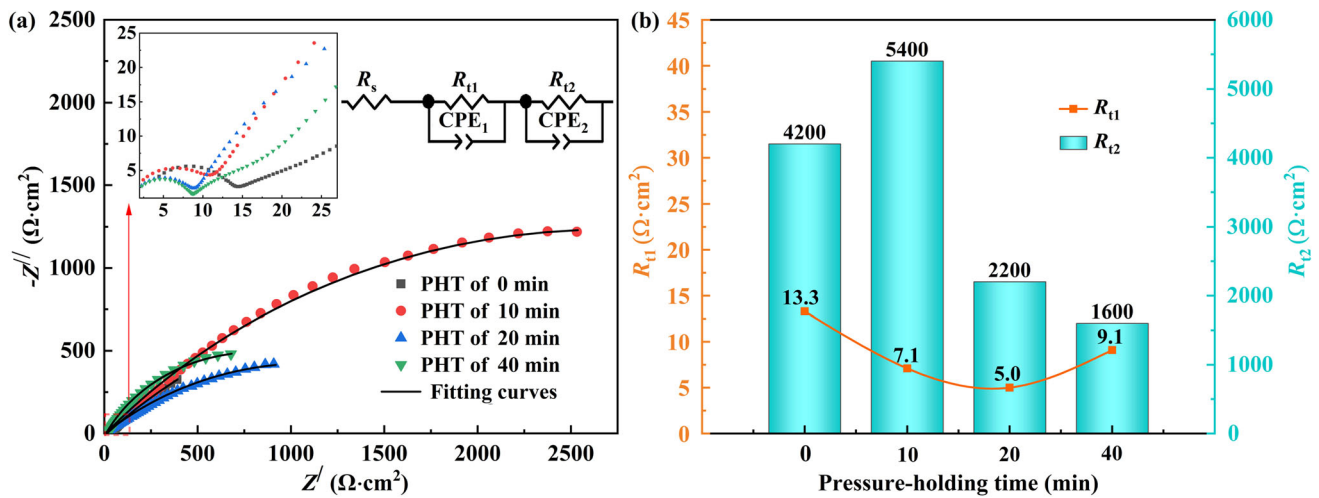 (a)
2500
2000
1500
1000
500
0
-Z// (Ω·cm²)
0 500 1000 1500 2000 2500
Z/ (Ω·cm²)
25
20
15
10
5
5 10 15 20 25
Rs Rt1 Rt2
CPE1 CPE2
PHT of 0 min
PHT of 10 min
PHT of 20 min
PHT of 40 min
Fitting curves
(b)
45
40
35
30
25
20
15
10
5
0
Rt1 (Ω·cm²)
4200
5400
2200
1600
13.3
7.1
5.0
9.1
Rt1
Rt2
0 10 20 40
Pressure-holding time (min)
6000
5000
4000
3000
2000
1000
0
Rt2 (Ω·cm²)